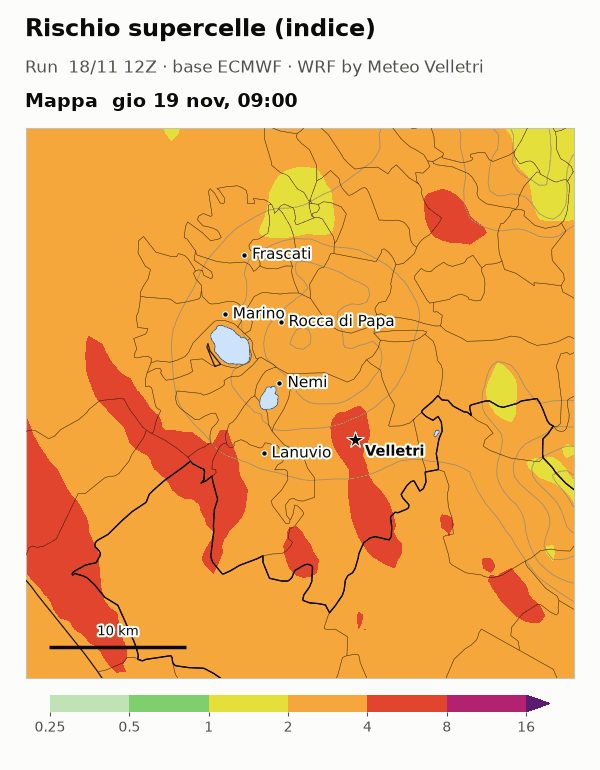 Rischio supercelle (indice)
Run  18/11 12Z · base ECMWF · WRF by Meteo Velletri
Mappa  gio 19 nov, 09:00
Frascati
Marino
Rocca di Papa
Nemi
Velletri
Lanuvio
10 km
0.25 0.5 1 2 4 8 16